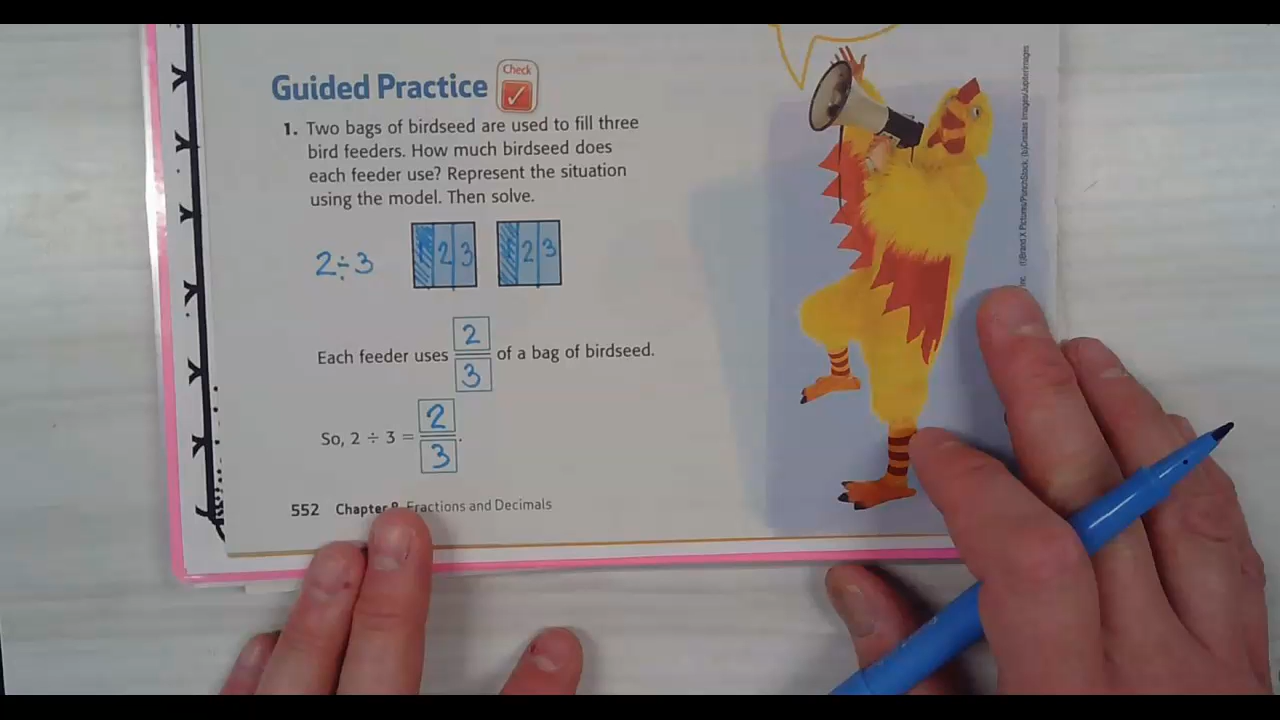 Guided Practice
Check
1. Two bags of birdseed are used to fill three
bird feeders. How much birdseed does
each feeder use? Represent the situation
using the model. Then solve.
2÷3
2 3
2 3
Each feeder uses 2/3 of a bag of birdseed.
So, 2 ÷ 3 = 2/3.
552 Chapter 8 Fractions and Decimals